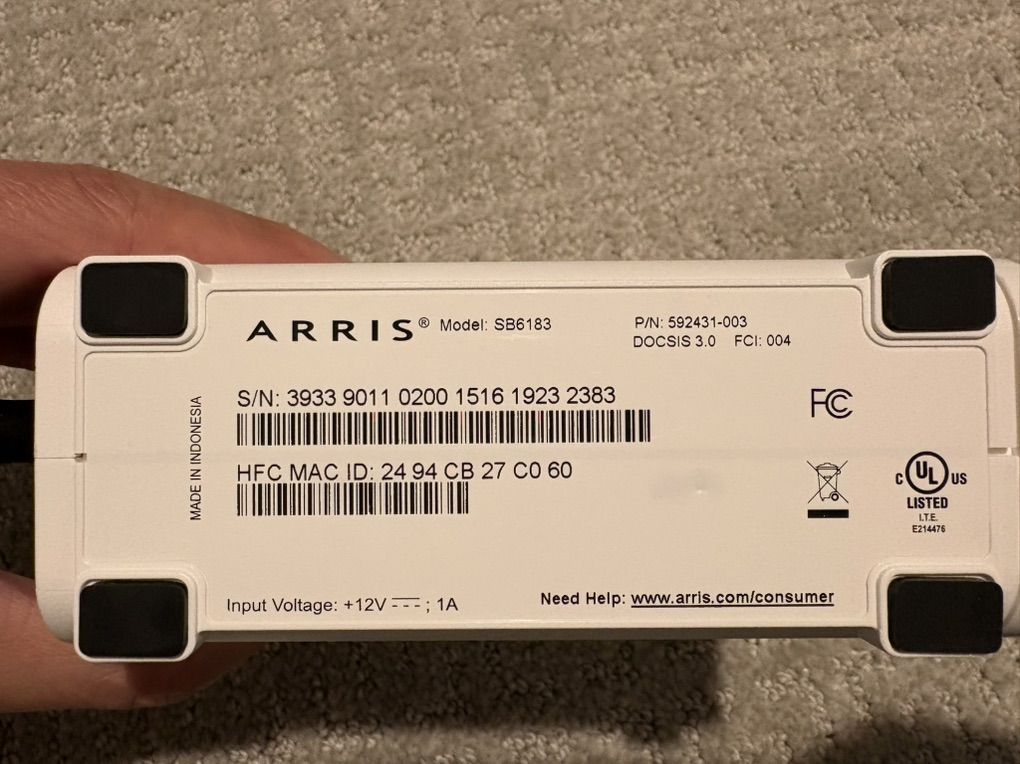 ARRIS® Model: SB6183
P/N: 592431-003
DOCSIS 3.0 FCI: 004
S/N: 3933 9011 0200 1516 1923 2383
HFC MAC ID: 24 94 CB 27 C0 60
MADE IN INDONESIA
FC
C UL US
LISTED
I.T.E.
E214476
Input Voltage: +12V ⎓ ; 1A
Need Help: www.arris.com/consumer